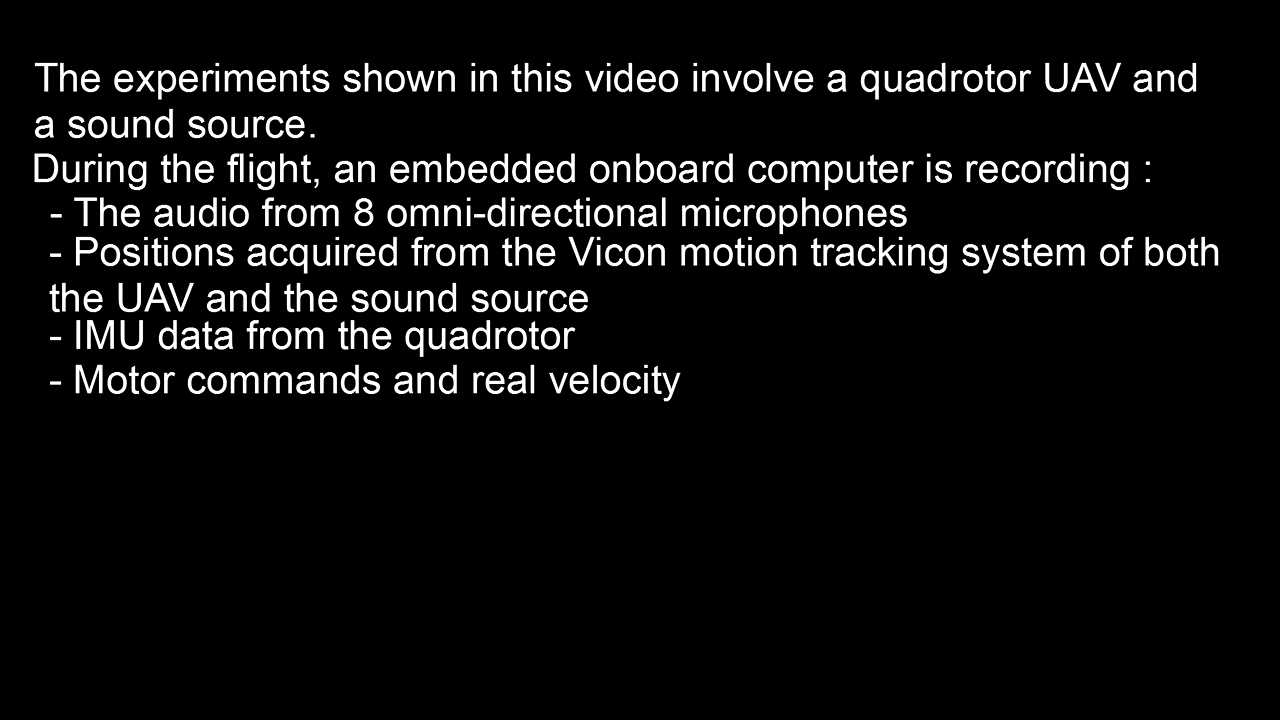 The experiments shown in this video involve a quadrotor UAV and
a sound source.
During the flight, an embedded onboard computer is recording :
- The audio from 8 omni-directional microphones
- Positions acquired from the Vicon motion tracking system of both
the UAV and the sound source
- IMU data from the quadrotor
- Motor commands and real velocity